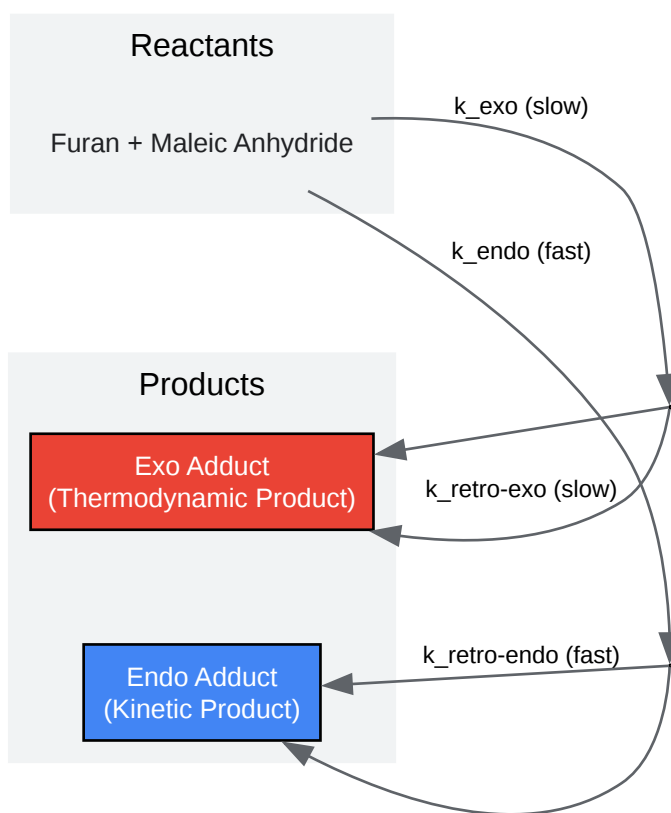 Reactants
k_exo (slow)
Furan + Maleic Anhydride
k_endo (fast)
Products
Exo Adduct
(Thermodynamic Product)
k_retro-exo (slow)
k_retro-endo (fast)
Endo Adduct
(Kinetic Product)